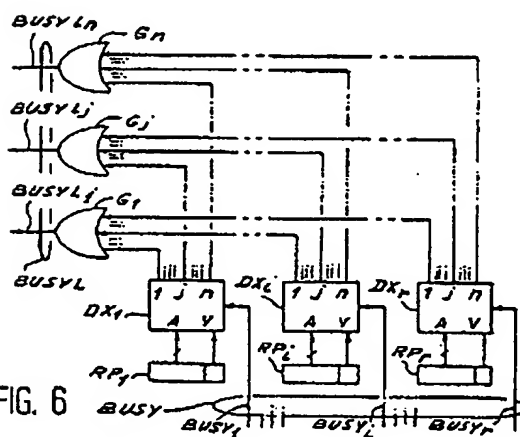 BUSYLn
Gn
BUSYLj
Gj
BUSYL1
G1
BUSYL
1 j n
DX1
A V
RP1
1 j n
DXi
A V
RPi
1 j n
DXr
A V
RPr
FIG. 6
BUSY
BUSY1
BUSYi
BUSYr